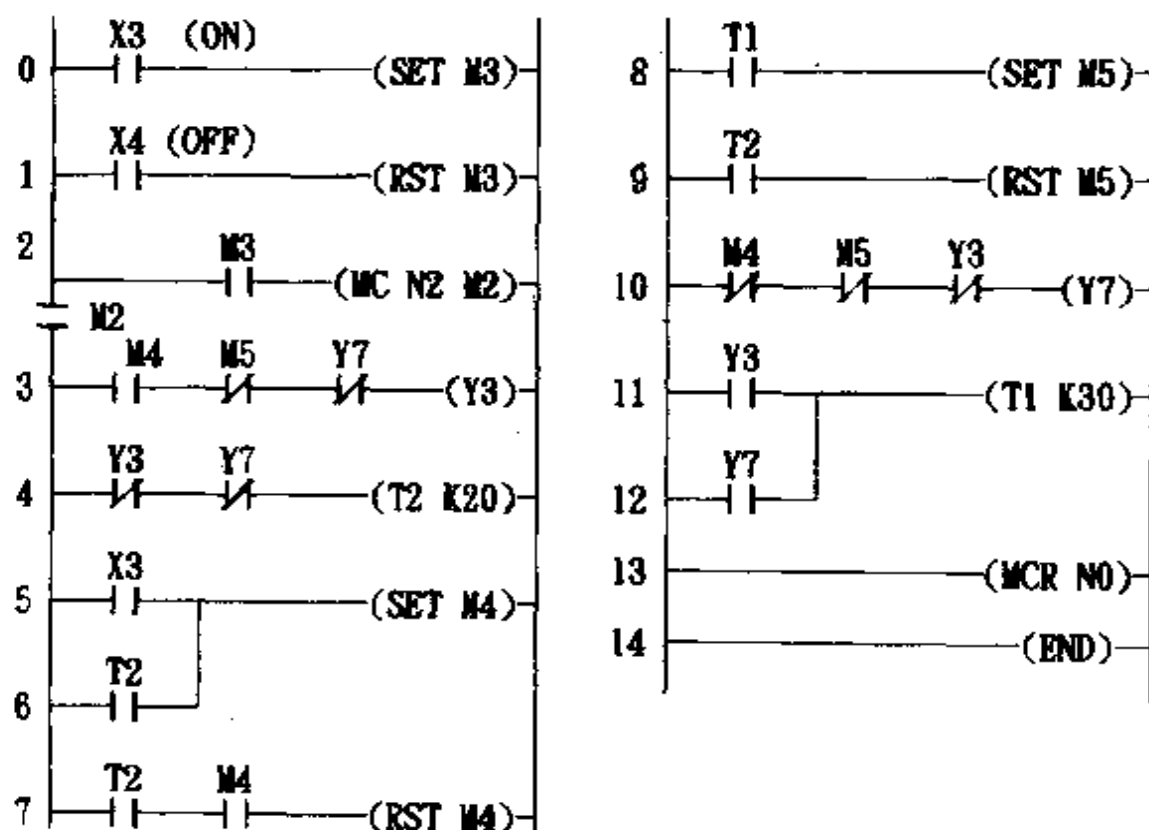 X3 (ON)
0 (SET M3)
X4 (OFF)
1 (RST M3)
2
M3
(MC N2 M2)
M2
M4 M5 Y7
3 (Y3)
Y3 Y7
4 (T2 K20)
X3
5 (SET M4)
T2
6
T2 M4
7 (RST M4)
T1
8 (SET M5)
T2
9 (RST M5)
M4 M5 Y3
10 (Y7)
Y3
11 (T1 K30)
Y7
12
13 (MCR N0)
14 (END)